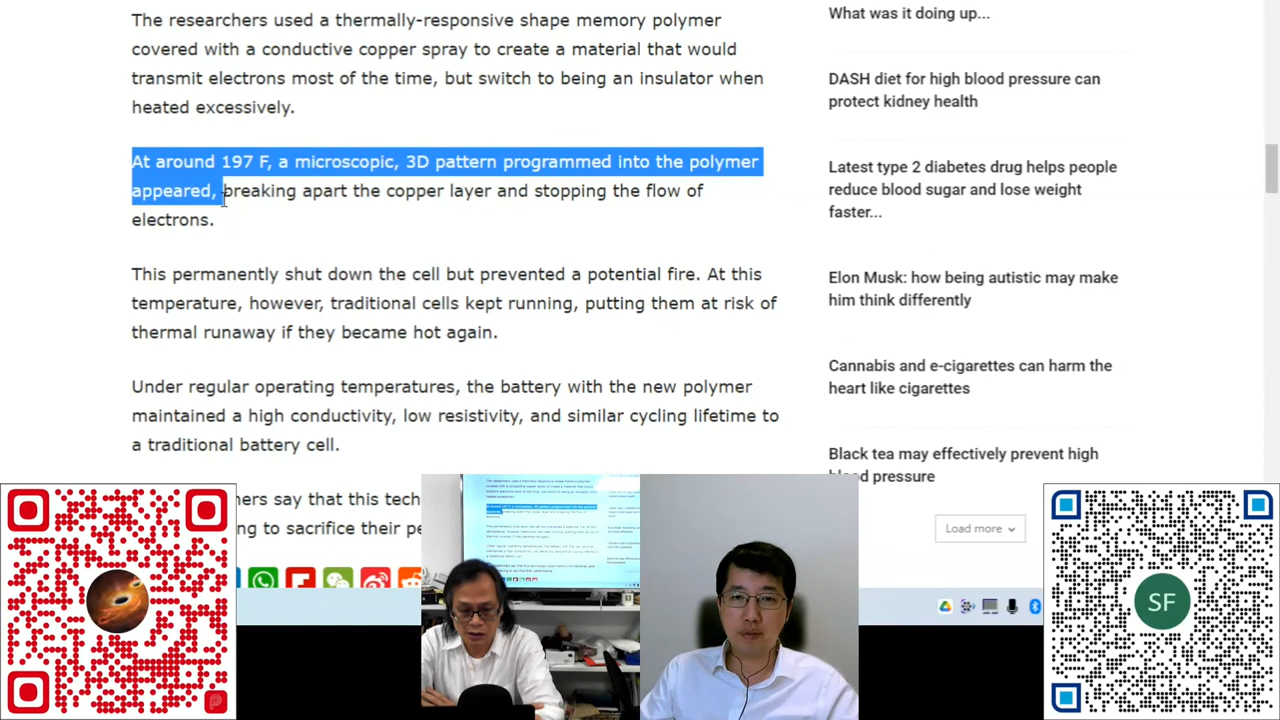 The researchers used a thermally-responsive shape memory polymer
covered with a conductive copper spray to create a material that would
transmit electrons most of the time, but switch to being an insulator when
heated excessively.
At around 197 F, a microscopic, 3D pattern programmed into the polymer
appeared, breaking apart the copper layer and stopping the flow of
electrons.
This permanently shut down the cell but prevented a potential fire. At this
temperature, however, traditional cells kept running, putting them at risk of
thermal runaway if they became hot again.
Under regular operating temperatures, the battery with the new polymer
maintained a high conductivity, low resistivity, and similar cycling lifetime to
a traditional battery cell.
say that this
to sacrifice their
What was it doing up...
DASH diet for high blood pressure can
protect kidney health
Latest type 2 diabetes drug helps people
reduce blood sugar and lose weight
faster...
Elon Musk: how being autistic may make
him think differently
Cannabis and e-cigarettes can harm the
heart like cigarettes
Black tea may effectively prevent high
blood pressure
Load more
SF